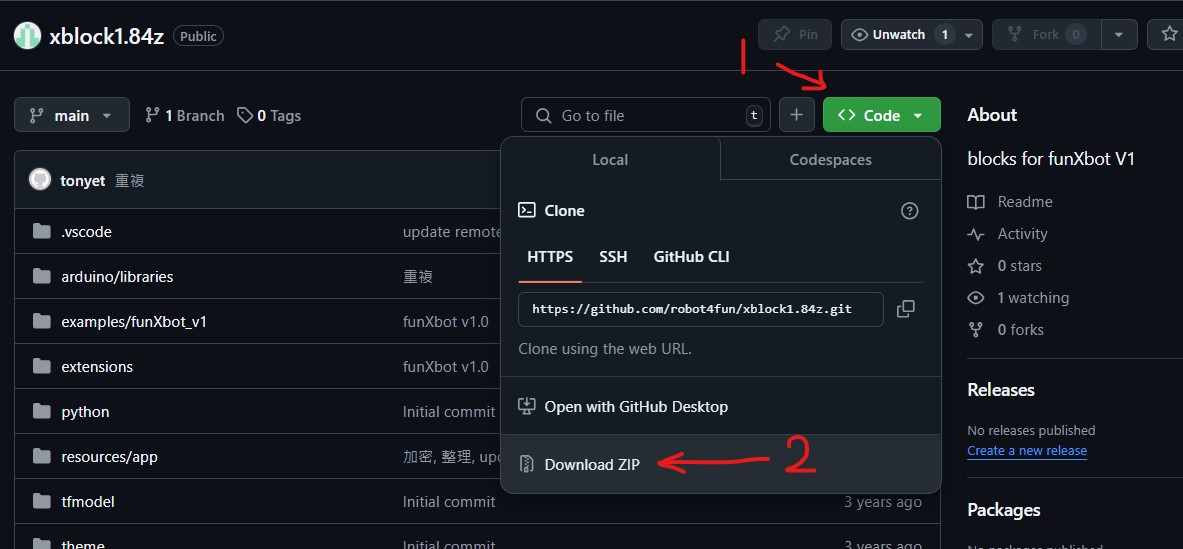 xblock1.84z Public
Pin
Unwatch 1
Fork 0
1
main
1 Branch
0 Tags
Go to file t
+
<> Code
tonyet 重複
.vscode update remote
arduino/libraries 重複
examples/funXbot_v1 funXbot v1.0
extensions funXbot v1.0
python Initial commit
resources/app 加密, 整理, upd
tfmodel Initial commit 3 years ago
theme Initial commit 3 years ago
Local
Codespaces
Clone
HTTPS SSH GitHub CLI
https://github.com/robot4fun/xblock1.84z.git
Clone using the web URL.
Open with GitHub Desktop
Download ZIP
2
About
blocks for funXbot V1
Readme
Activity
0 stars
1 watching
0 forks
Releases
No releases published
Create a new release
Packages
No packages published